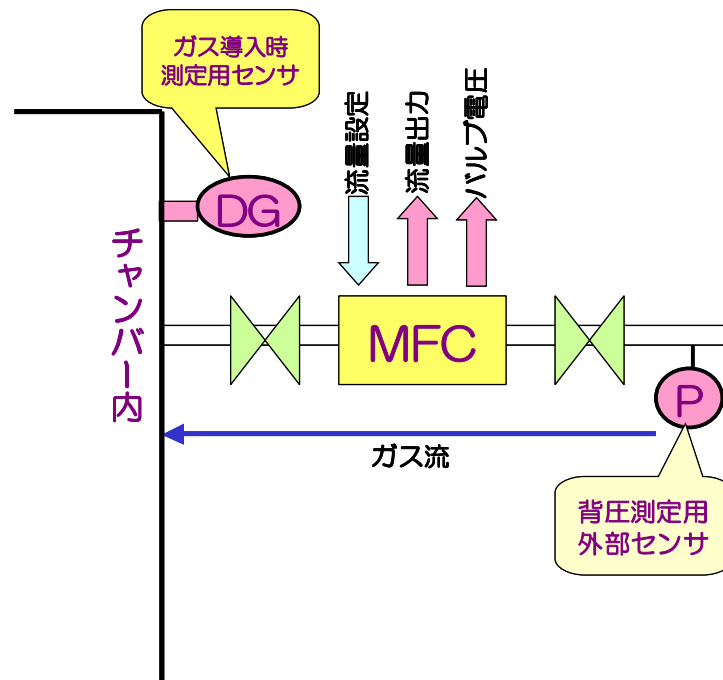 ガス導入時
測定用センサ
流量設定
流量出力
バルブ電圧
DG
チャンバー内
MFC
P
ガス流
背圧測定用
外部センサ